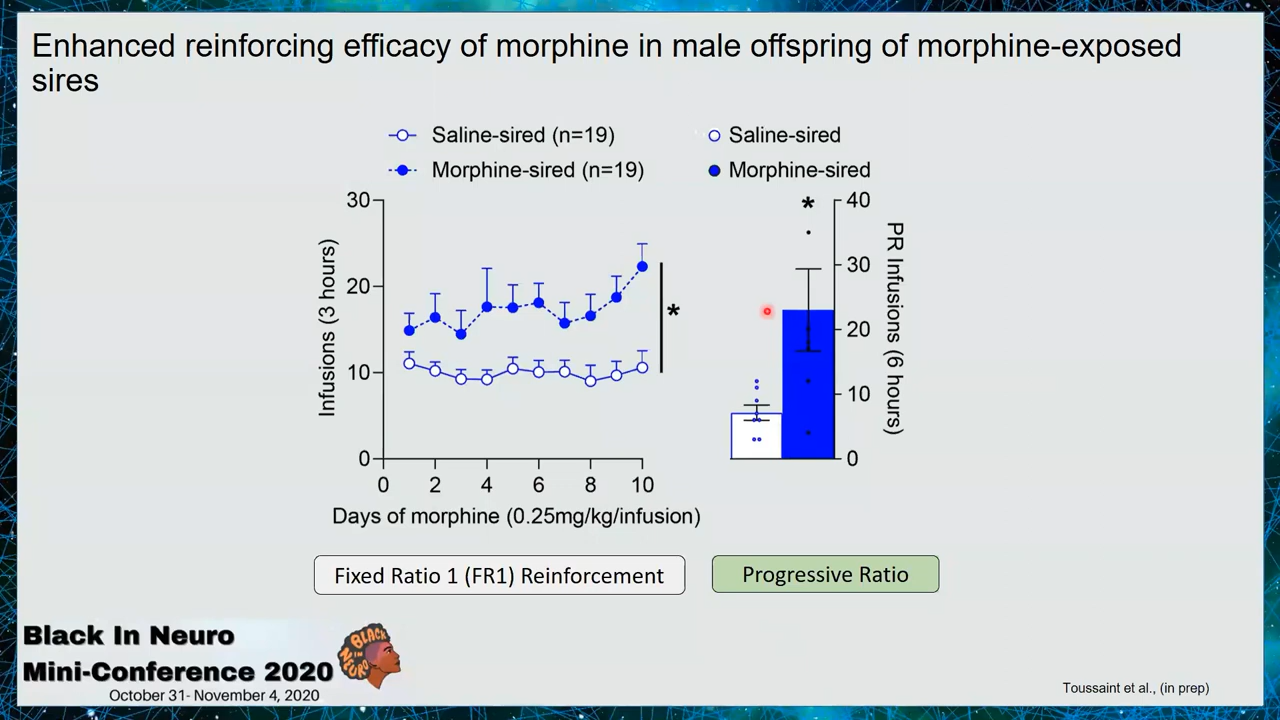 Enhanced reinforcing efficacy of morphine in male offspring of morphine-exposed
sires
Saline-sired (n=19)
Morphine-sired (n=19)
Saline-sired
Morphine-sired
*
30
20
10
0
Infusions (3 hours)
*
0 2 4 6 8 10
Days of morphine (0.25mg/kg/infusion)
40
30
20
10
0
PR Infusions (6 hours)
Fixed Ratio 1 (FR1) Reinforcement
Progressive Ratio
Black In Neuro
Mini-Conference 2020
October 31- November 4, 2020
BLACK
IN
NEURO
Toussaint et al., (in prep)